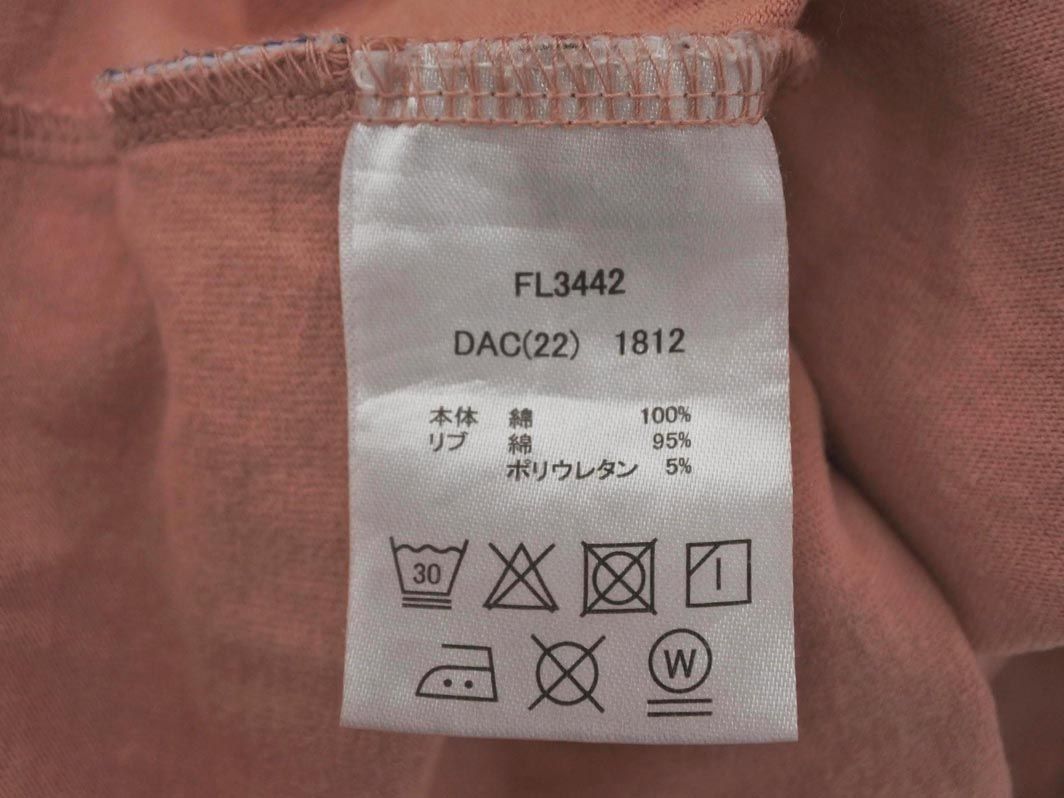 FL3442
DAC(22) 1812
本体 綿 100%
リブ 綿 95%
ポリウレタン 5%
30
W